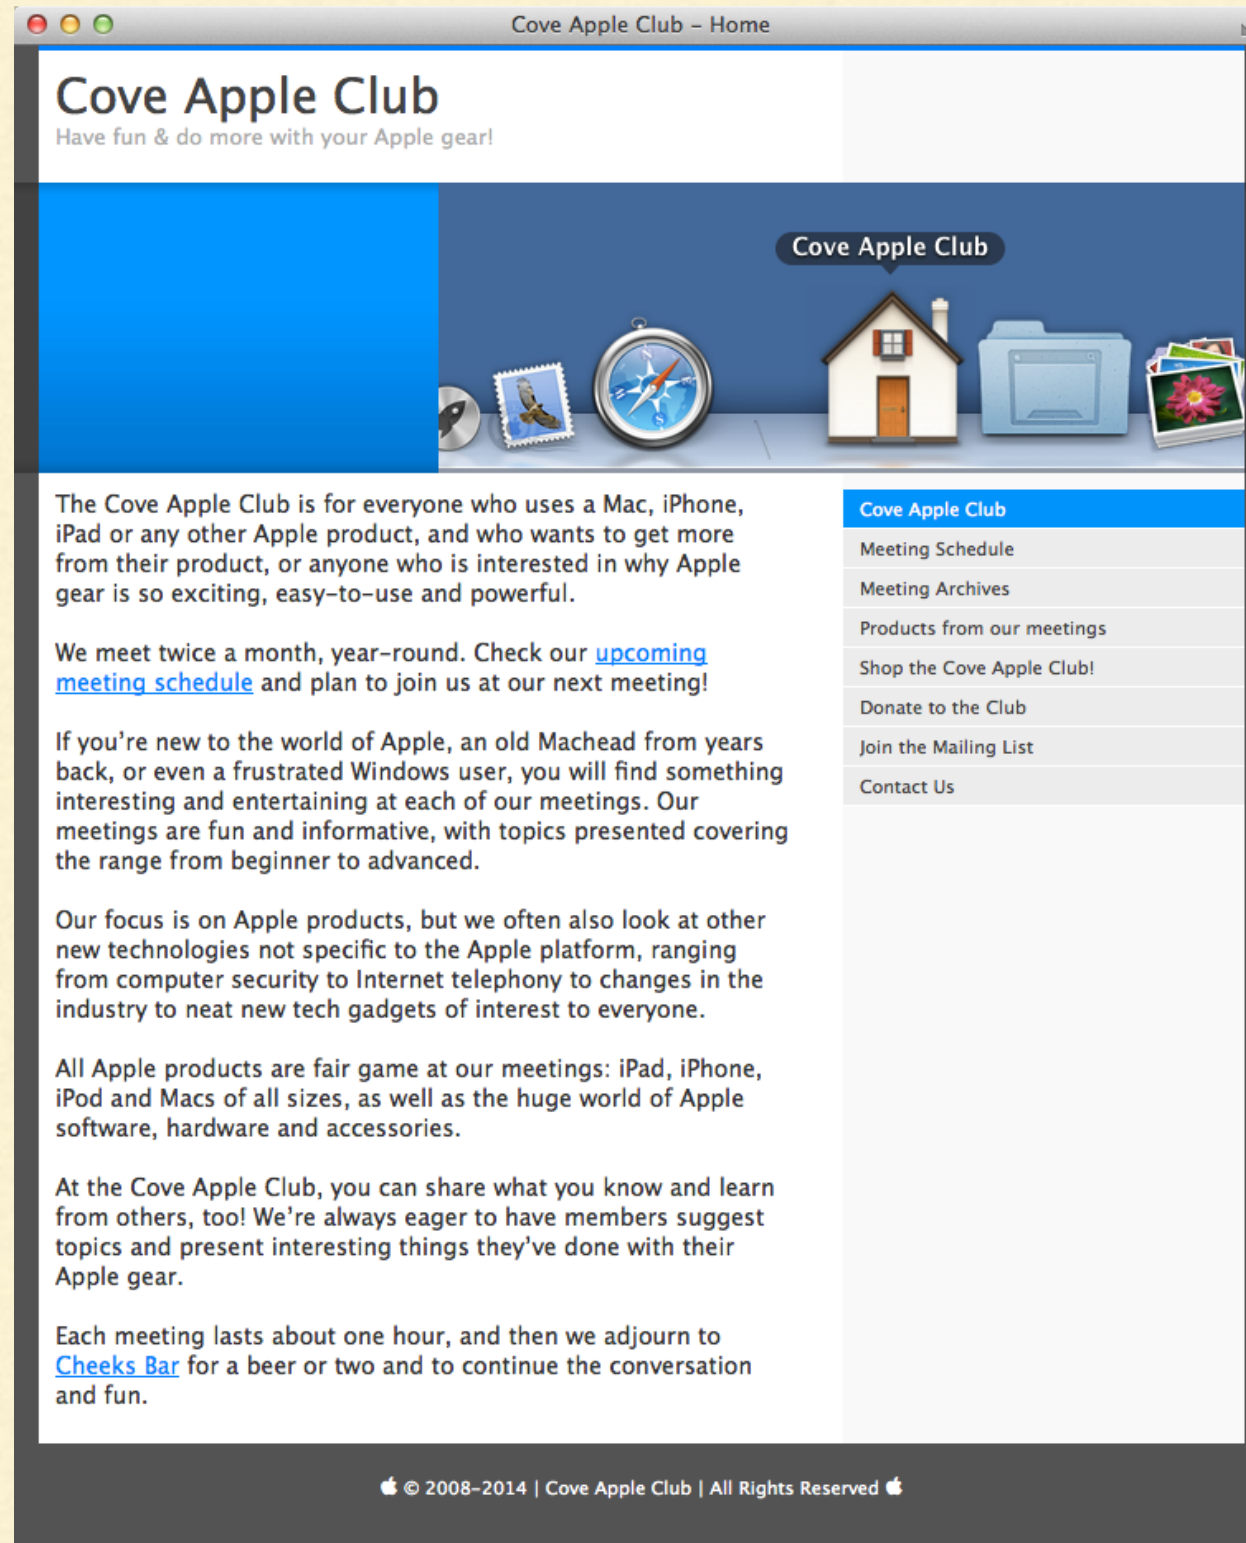 Cove Apple Club – Home
Cove Apple Club
Have fun & do more with your Apple gear!
Cove Apple Club
The Cove Apple Club is for everyone who uses a Mac, iPhone,
iPad or any other Apple product, and who wants to get more
from their product, or anyone who is interested in why Apple
gear is so exciting, easy-to-use and powerful.
We meet twice a month, year-round. Check our upcoming
meeting schedule and plan to join us at our next meeting!
If you’re new to the world of Apple, an old Machead from years
back, or even a frustrated Windows user, you will find something
interesting and entertaining at each of our meetings. Our
meetings are fun and informative, with topics presented covering
the range from beginner to advanced.
Our focus is on Apple products, but we often also look at other
new technologies not specific to the Apple platform, ranging
from computer security to Internet telephony to changes in the
industry to neat new tech gadgets of interest to everyone.
All Apple products are fair game at our meetings: iPad, iPhone,
iPod and Macs of all sizes, as well as the huge world of Apple
software, hardware and accessories.
At the Cove Apple Club, you can share what you know and learn
from others, too! We’re always eager to have members suggest
topics and present interesting things they’ve done with their
Apple gear.
Each meeting lasts about one hour, and then we adjourn to
Cheeks Bar for a beer or two and to continue the conversation
and fun.
Cove Apple Club
Meeting Schedule
Meeting Archives
Products from our meetings
Shop the Cove Apple Club!
Donate to the Club
Join the Mailing List
Contact Us
© 2008-2014 | Cove Apple Club | All Rights Reserved